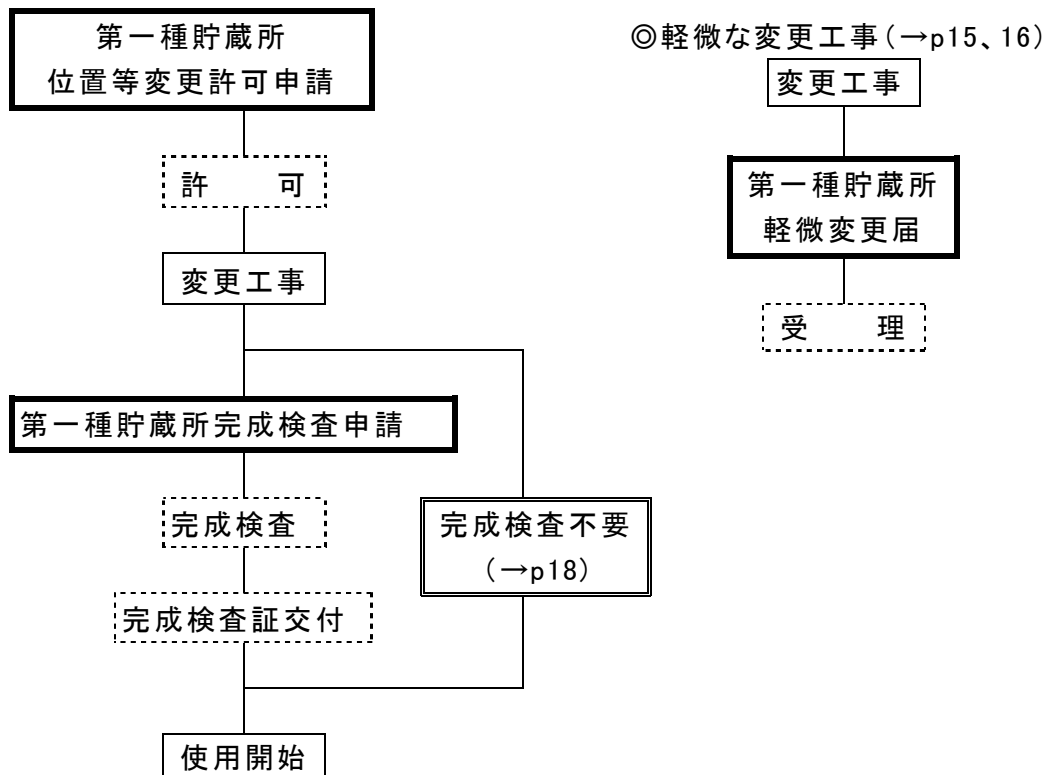 第一種貯蔵所
位置等変更許可申請
許　　可
変更工事
第一種貯蔵所完成検査申請
完成検査
完成検査不要
（→p18）
完成検査証交付
使用開始
◎軽微な変更工事（→p15、16）
変更工事
第一種貯蔵所
軽微変更届
受　　理